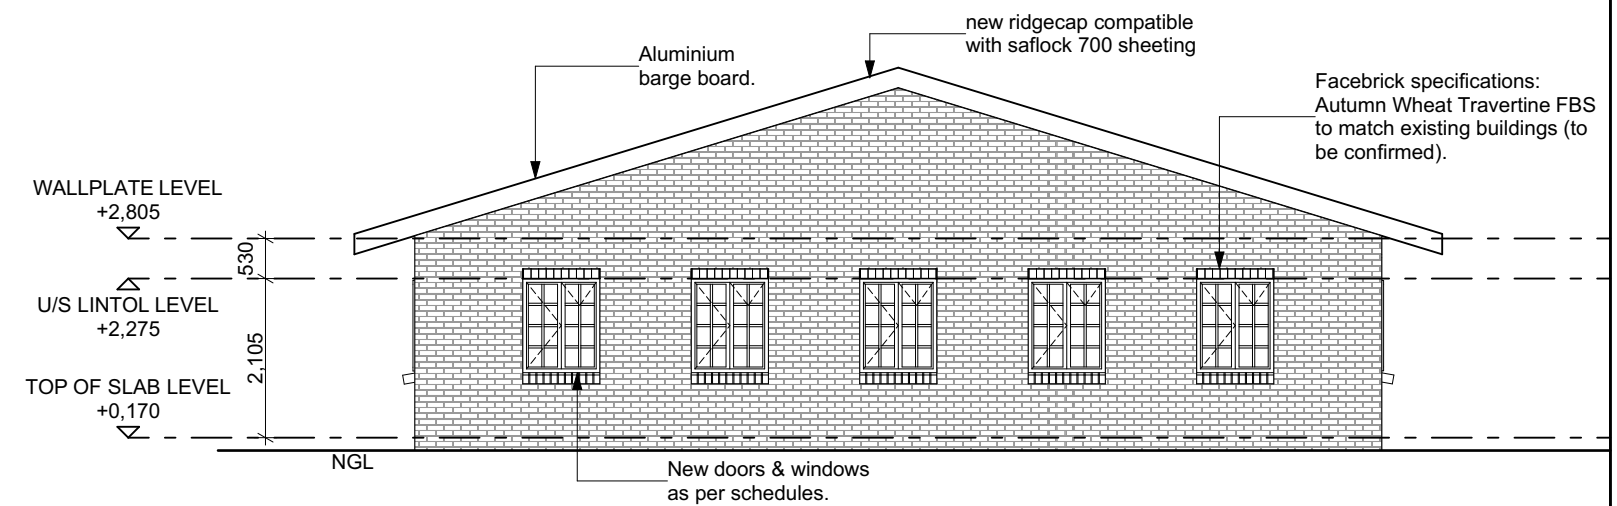 new ridgecap compatible
with saflock 700 sheeting
Aluminium
barge board.
Facebrick specifications:
Autumn Wheat Travertine FBS
to match existing buildings (to
be confirmed).
WALLPLATE LEVEL
+2,805
530
U/S LINTOL LEVEL
+2,275
2,105
TOP OF SLAB LEVEL
+0,170
NGL
New doors & windows
as per schedules.